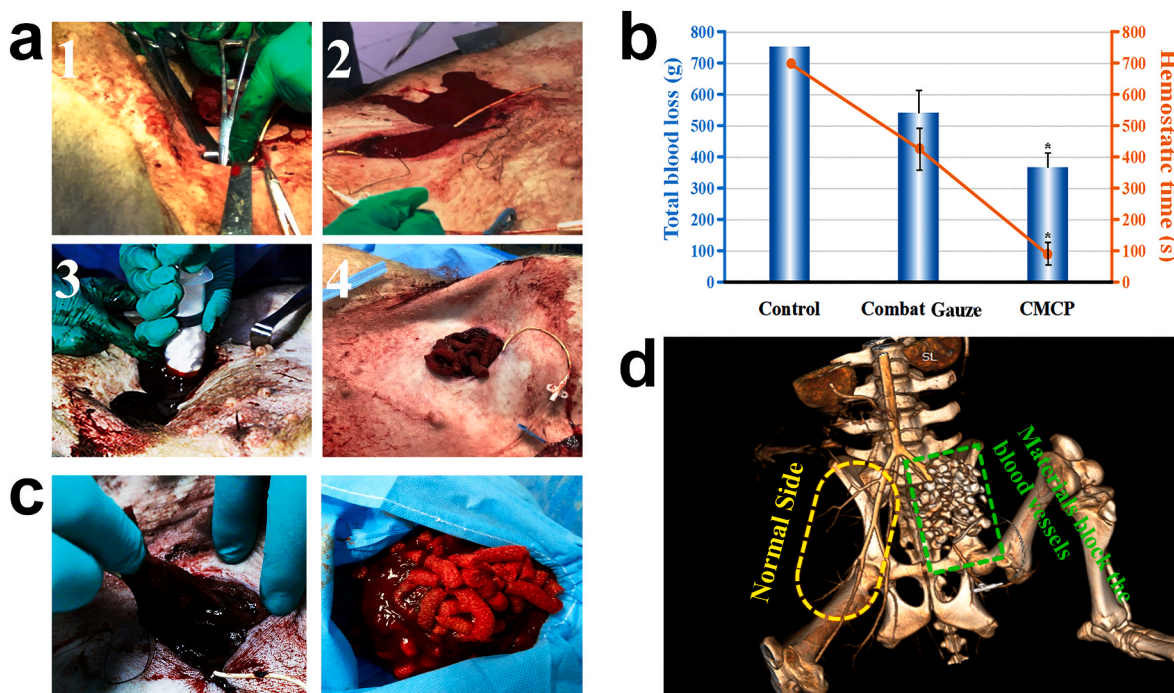 a
1
2
3
4
b
Total blood loss (g)
800
700
600
500
400
300
200
100
0
Control
Combat Gauze
CMCP
*
*
800
700
600
500
400
300
200
100
0
Hemostatic time (s)
c
d
SL
Normal Side
Materials block the
blood vessels